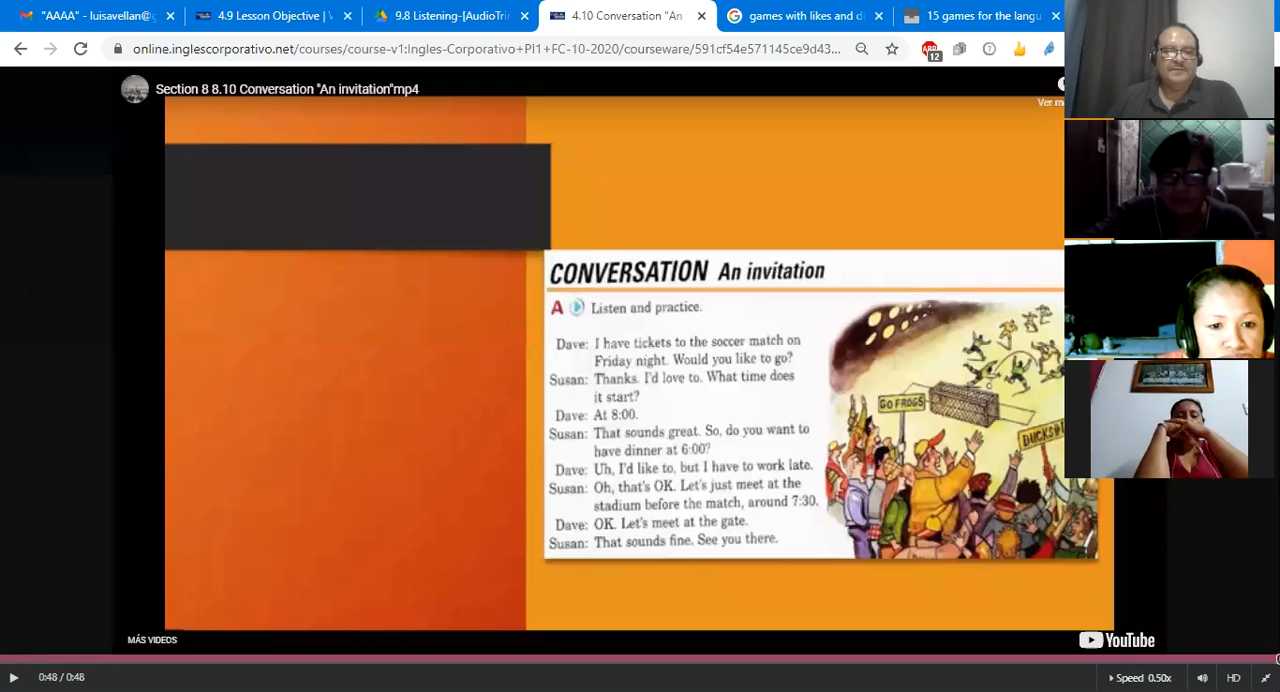 "AAAA" - luisavellan@g
4.9 Lesson Objective | V
9.8 Listening-[AudioTrin
4.10 Conversation "An
games with likes and di
15 games for the langu
online.inglescorporativo.net/courses/course-v1:Ingles-Corporativo+PI1+FC-10-2020/courseware/591cf54e571145ce9d43...
12
Section 8 8.10 Conversation "An invitation"mp4
Ver m
CONVERSATION An invitation
A Listen and practice.
Dave: I have tickets to the soccer match on
Friday night. Would you like to go?
Susan: Thanks. I'd love to. What time does
it start?
Dave: At 8:00.
Susan: That sounds great. So, do you want to
have dinner at 6:00?
Dave: Uh, I'd like to, but I have to work late.
Susan: Oh, that's OK. Let's just meet at the
stadium before the match, around 7:30.
Dave: OK. Let's meet at the gate.
Susan: That sounds fine. See you there.
GO FROGS
DUCKS
MÁS VIDEOS
YouTube
0:48 / 0:48
Speed 0.50x
HD